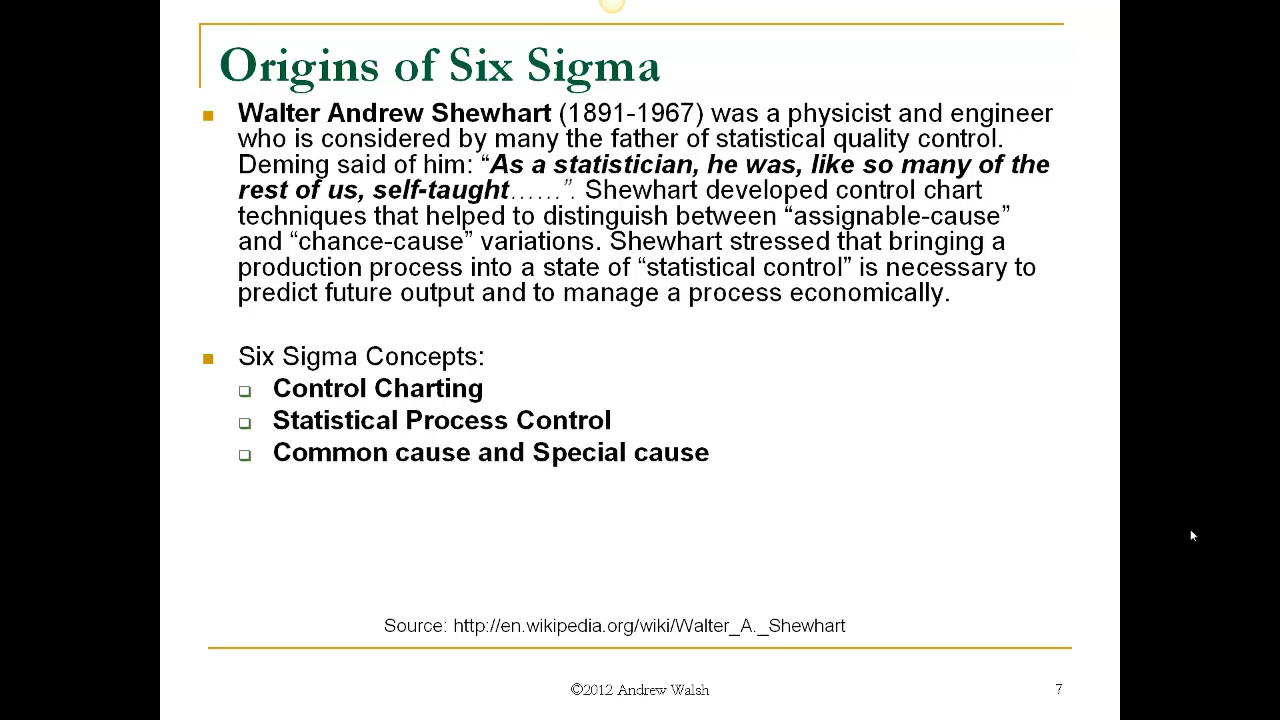 Origins of Six Sigma
Walter Andrew Shewhart (1891-1967) was a physicist and engineer
who is considered by many the father of statistical quality control.
Deming said of him: “As a statistician, he was, like so many of the
rest of us, self-taught……”. Shewhart developed control chart
techniques that helped to distinguish between “assignable-cause”
and “chance-cause” variations. Shewhart stressed that bringing a
production process into a state of “statistical control” is necessary to
predict future output and to manage a process economically.
Six Sigma Concepts:
Control Charting
Statistical Process Control
Common cause and Special cause
Source: http://en.wikipedia.org/wiki/Walter_A._Shewhart
©2012 Andrew Walsh
7